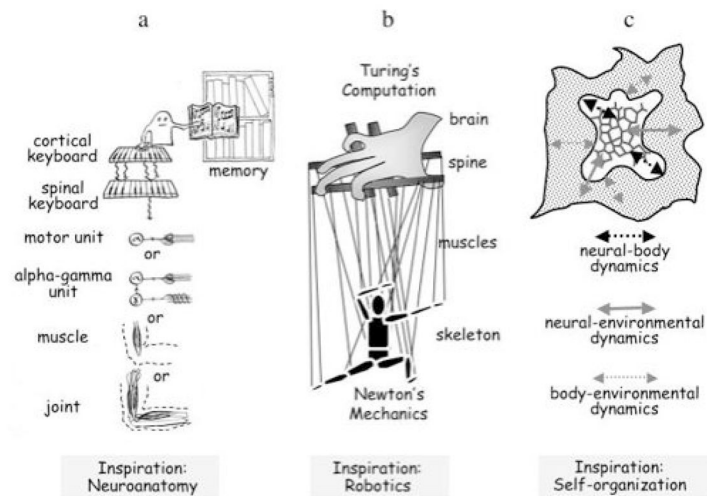 a
cortical
keyboard
memory
spinal
keyboard
motor unit
or
alpha-gamma
unit
or
muscle
or
joint
Inspiration:
Neuroanatomy
b
Turing's
Computation
brain
spine
muscles
skeleton
Newton's
Mechanics
Inspiration:
Robotics
c
neural-body
dynamics
neural-environmental
dynamics
body-environmental
dynamics
Inspiration:
Self-organization